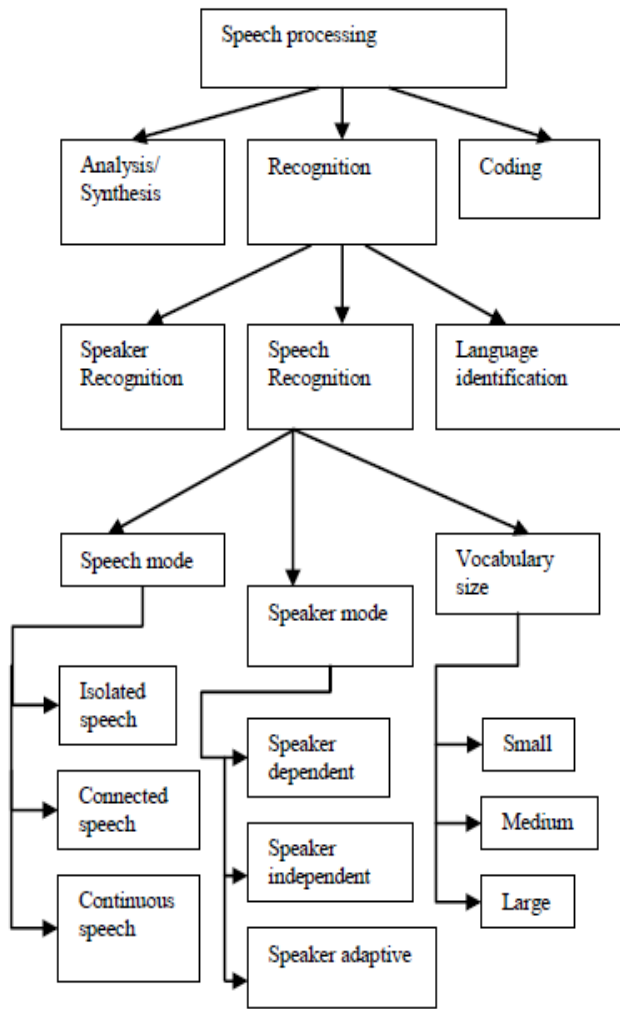 Speech processing
Analysis/
Synthesis
Recognition
Coding
Speaker
Recognition
Speech
Recognition
Language
identification
Speech mode
Speaker mode
Vocabulary
size
Isolated
speech
Connected
speech
Continuous
speech
Speaker
dependent
Speaker
independent
Speaker adaptive
Small
Medium
Large